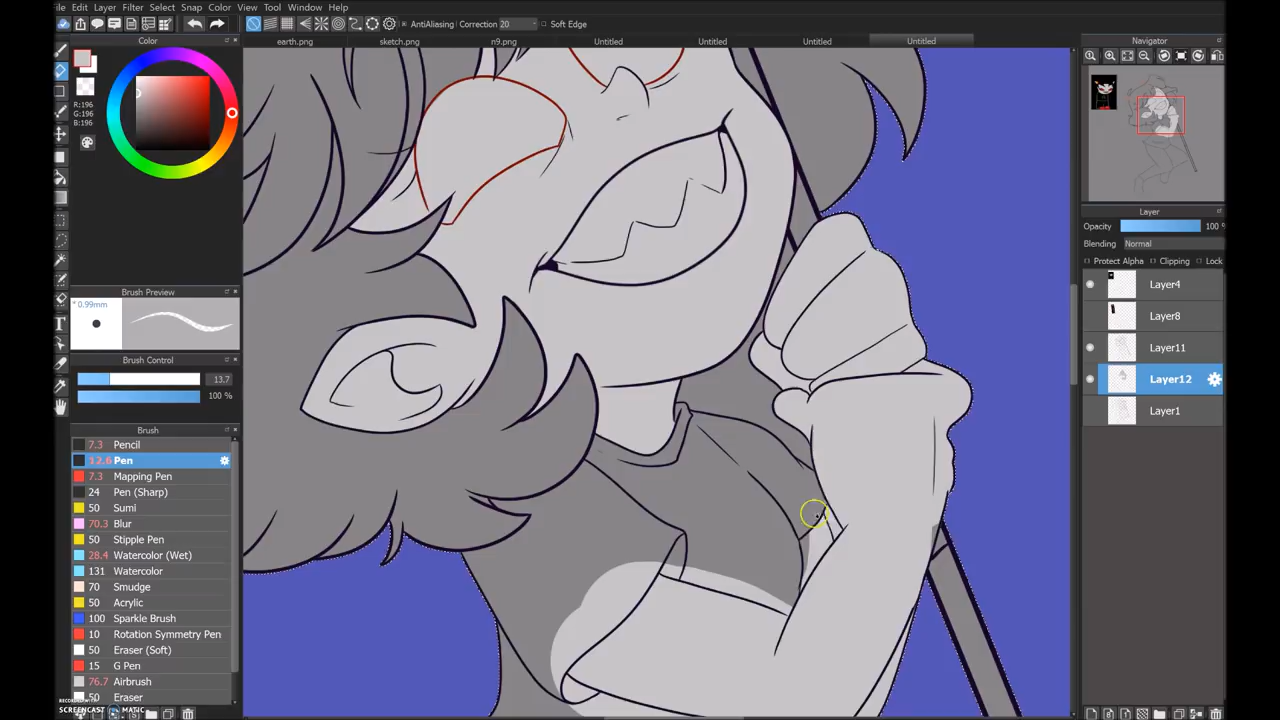 ile Edit Layer Filter Select Snap Color View Tool Window Help
AntiAliasing Correction 20 Soft Edge
Color
earth.png sketch.png n9.png Untitled Untitled Untitled Untitled
Navigator
R:196
G:196
B:196
Layer
Opacity 100 %
Blending Normal
Protect Alpha Clipping Lock
Layer4
Layer8
Layer11
Layer12
Layer1
Brush Preview
* 0.99mm
Brush Control
13.7
100 %
Brush
7.3 Pencil
12.6 Pen
7.3 Mapping Pen
24 Pen (Sharp)
50 Sumi
70.3 Blur
50 Stipple Pen
28.4 Watercolor (Wet)
131 Watercolor
70 Smudge
50 Acrylic
100 Sparkle Brush
10 Rotation Symmetry Pen
50 Eraser (Soft)
15 G Pen
76.7 Airbrush
50 Eraser
RECORDED WITH
SCREENCAST MATIC